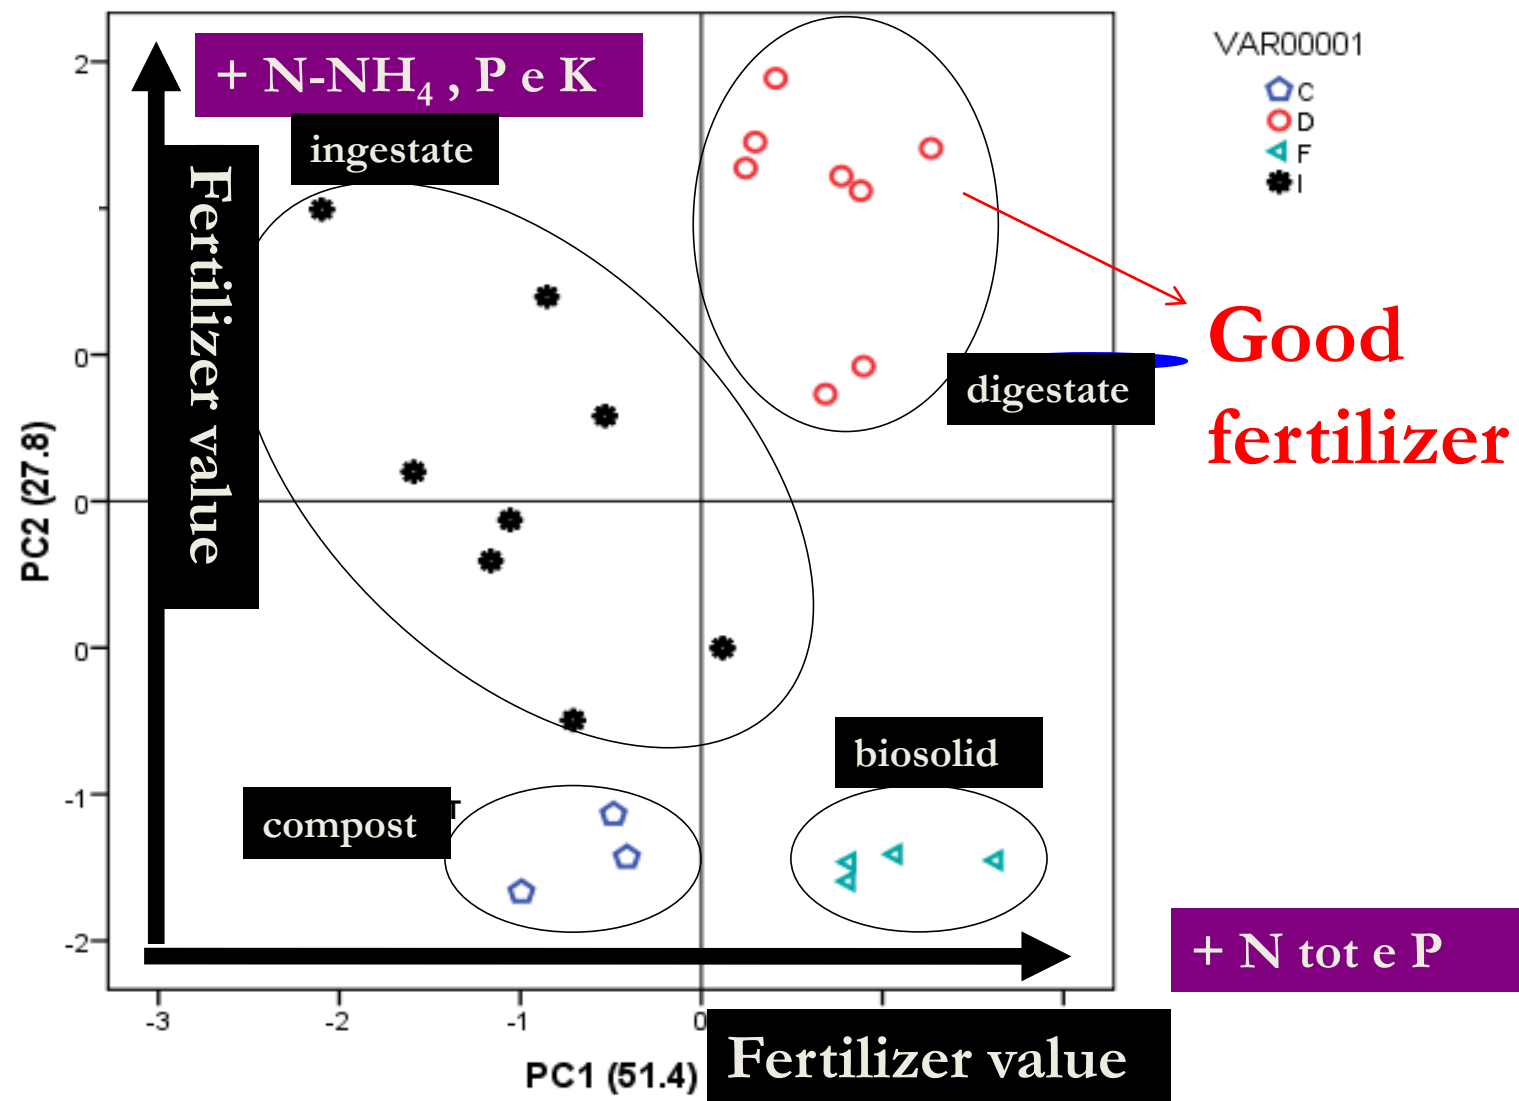 VAR00001
C
D
F
I
+ N-NH4 , P e K
ingestate
Fertilizer value
Good
fertilizer
digestate
biosolid
compost
T
+ N tot e P
PC2 (27.8)
2
0
0
0
-1
-2
-3
-2
-1
0
PC1 (51.4)
Fertilizer value